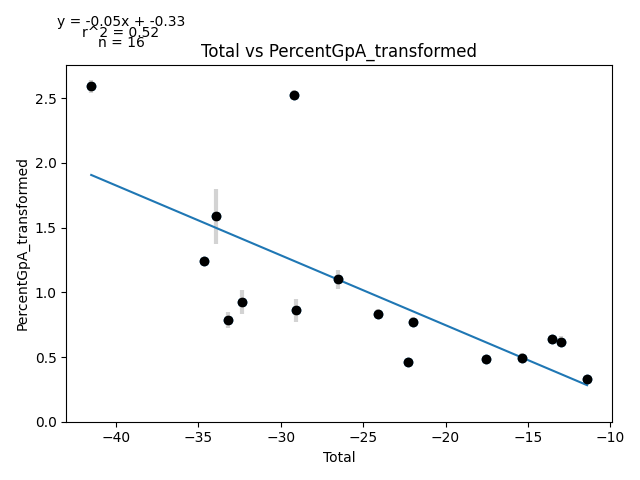 y = -0.05x + -0.33
r^2 = 0.52
n = 16
Total vs PercentGpA_transformed
PercentGpA_transformed
2.5
2.0
1.5
1.0
0.5
0.0
−40 −35 −30 −25 −20 −15 −10
Total